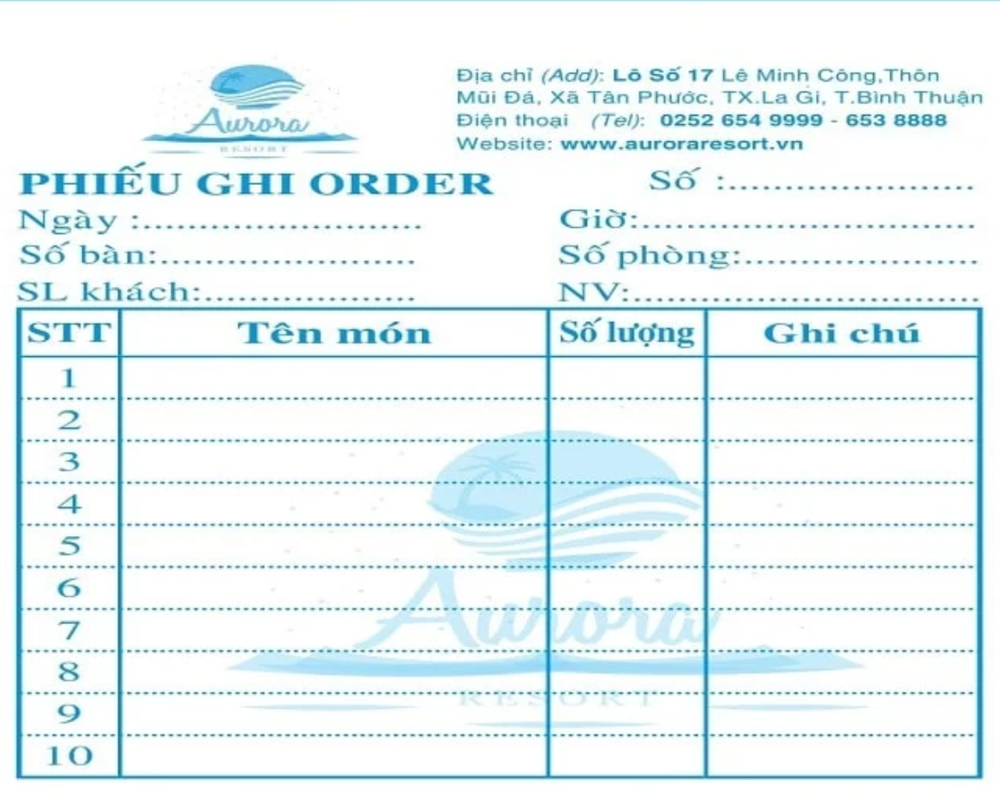 Aurora
RESORT
Địa chỉ (Add): Lô Số 17 Lê Minh Công,Thôn
Mũi Đá, Xã Tân Phước, TX.La Gi, T.Bình Thuận
Điện thoại (Tel): 0252 654 9999 - 653 8888
Website: www.auroraresort.vn
PHIẾU GHI ORDER
Số :......................
Ngày :.........................
Giờ:..............................
Số bàn:.......................
Số phòng:.....................
SL khách:...................
NV:...............................
STT Tên món Số lượng Ghi chú
1
2
3
4
5
6
7
8
9
10
Aurora
RESORT